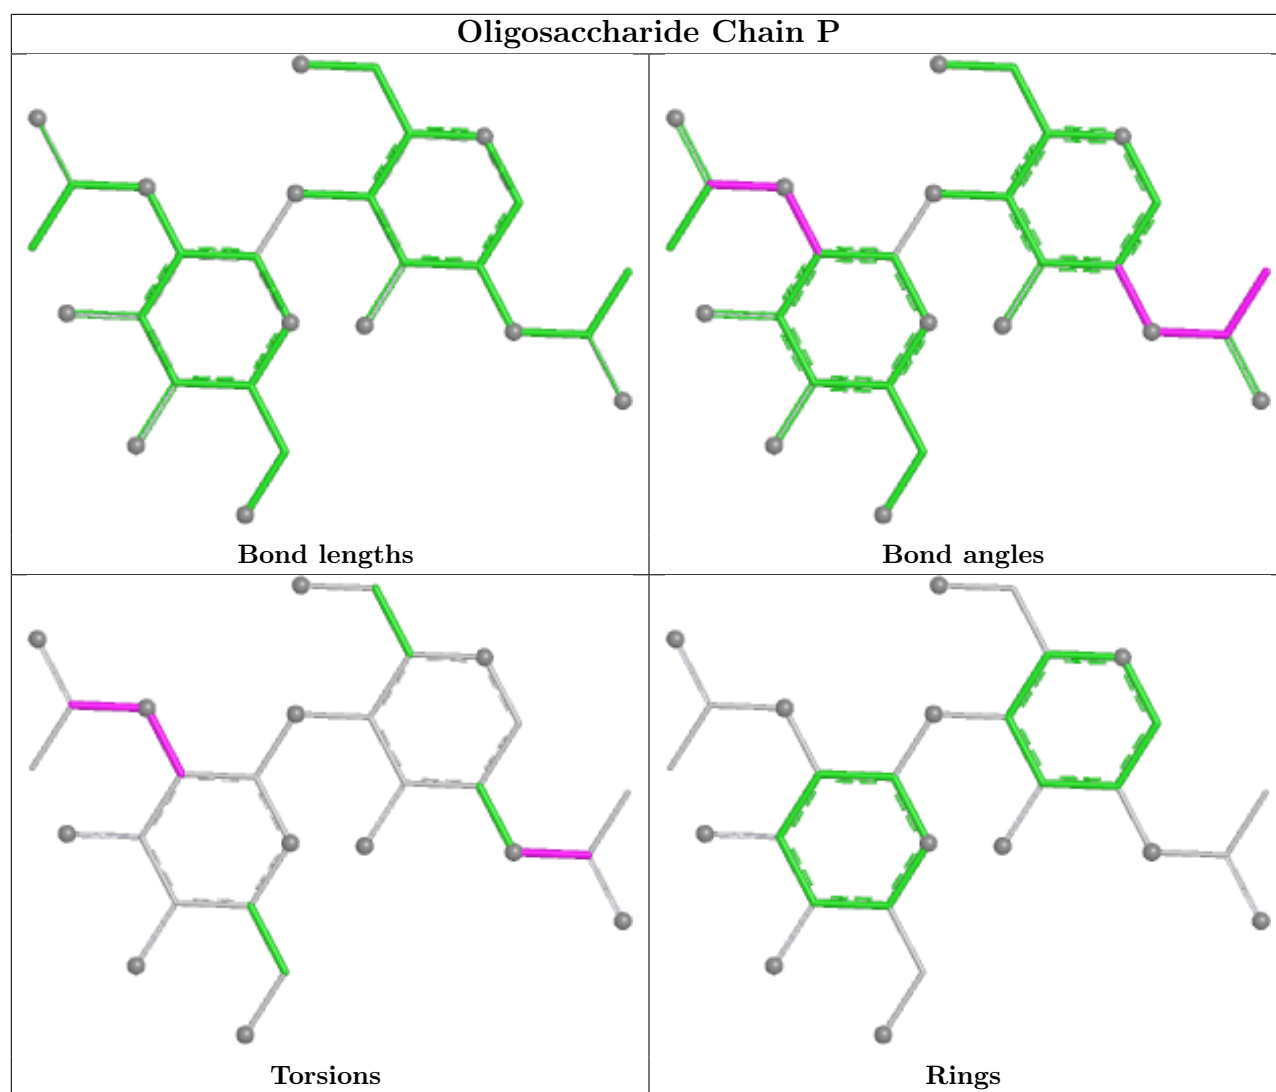 Oligosaccharide Chain P
Bond lengths
Bond angles
Torsions
Rings